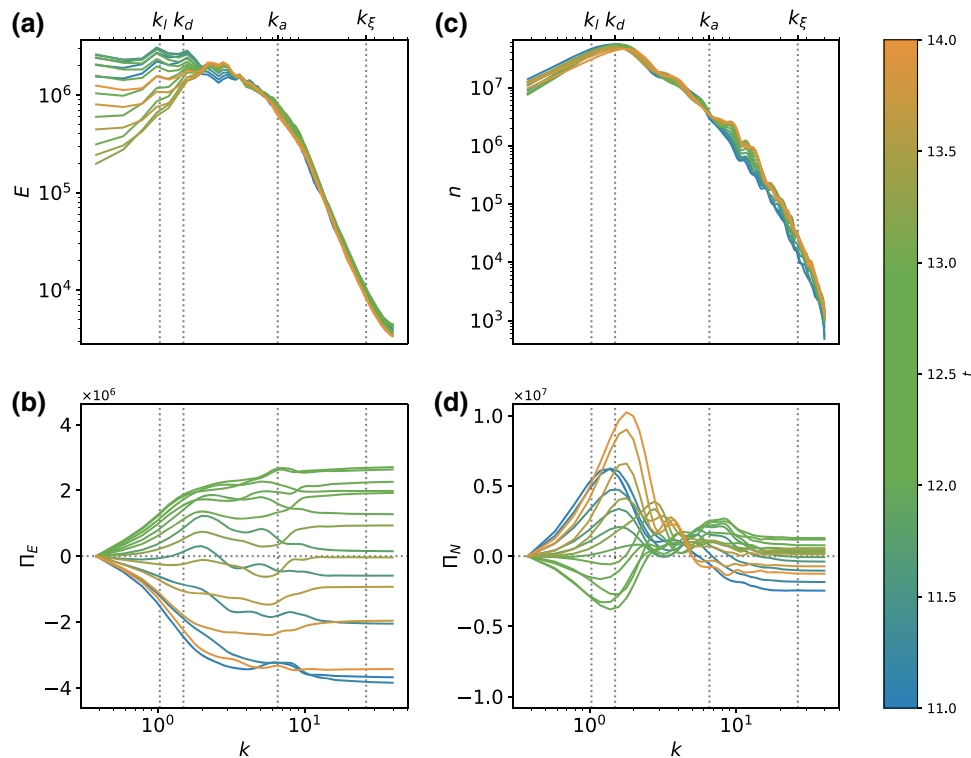 (a)
k_l k_d k_a k_ξ
E
10^6
10^5
10^4
(c)
k_l k_d k_a k_ξ
n
10^7
10^6
10^5
10^4
10^3
(b)
×10^6
Π_E
4
2
0
−2
−4
10^0 10^1
k
(d)
×10^7
Π_N
1.0
0.5
0.0
−0.5
−1.0
10^0 10^1
k
14.0
13.5
13.0
12.5
12.0
11.5
11.0
t